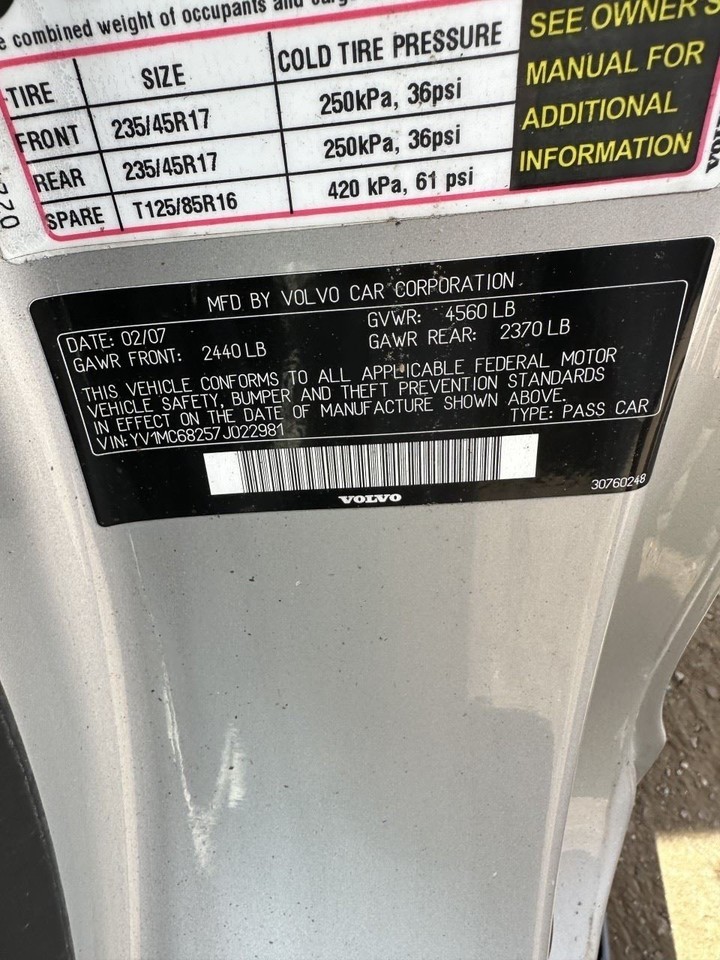 combined weight of occupants and
TIRE SIZE COLD TIRE PRESSURE
FRONT 235/45R17 250kPa, 36psi
REAR 235/45R17 250kPa, 36psi
SPARE T125/85R16 420 kPa, 61 psi
SEE OWNER'S
MANUAL FOR
ADDITIONAL
INFORMATION
MFD BY VOLVO CAR CORPORATION
DATE: 02/07 GVWR: 4560 LB
GAWR FRONT: 2440 LB GAWR REAR: 2370 LB
THIS VEHICLE CONFORMS TO ALL APPLICABLE FEDERAL MOTOR
VEHICLE SAFETY, BUMPER AND THEFT PREVENTION STANDARDS
IN EFFECT ON THE DATE OF MANUFACTURE SHOWN ABOVE.
VIN: YV1MC68257J022981 TYPE: PASS CAR
30760248
VOLVO